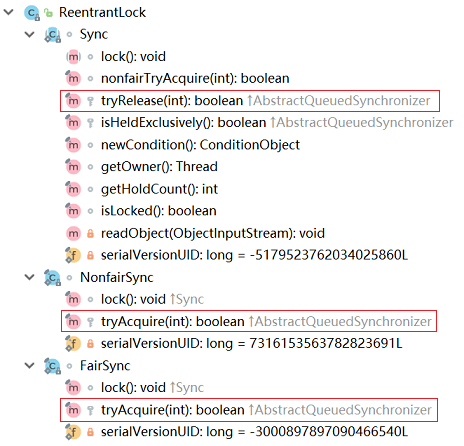 ReentrantLock
Sync
lock(): void
nonfairTryAcquire(int): boolean
tryRelease(int): boolean ↑AbstractQueuedSynchronizer
isHeldExclusively(): boolean ↑AbstractQueuedSynchronizer
newCondition(): ConditionObject
getOwner(): Thread
getHoldCount(): int
isLocked(): boolean
readObject(ObjectInputStream): void
serialVersionUID: long = -5179523762034025860L
NonfairSync
lock(): void ↑Sync
tryAcquire(int): boolean ↑AbstractQueuedSynchronizer
serialVersionUID: long = 7316153563782823691L
FairSync
lock(): void ↑Sync
tryAcquire(int): boolean ↑AbstractQueuedSynchronizer
serialVersionUID: long = -3000897897090466540L